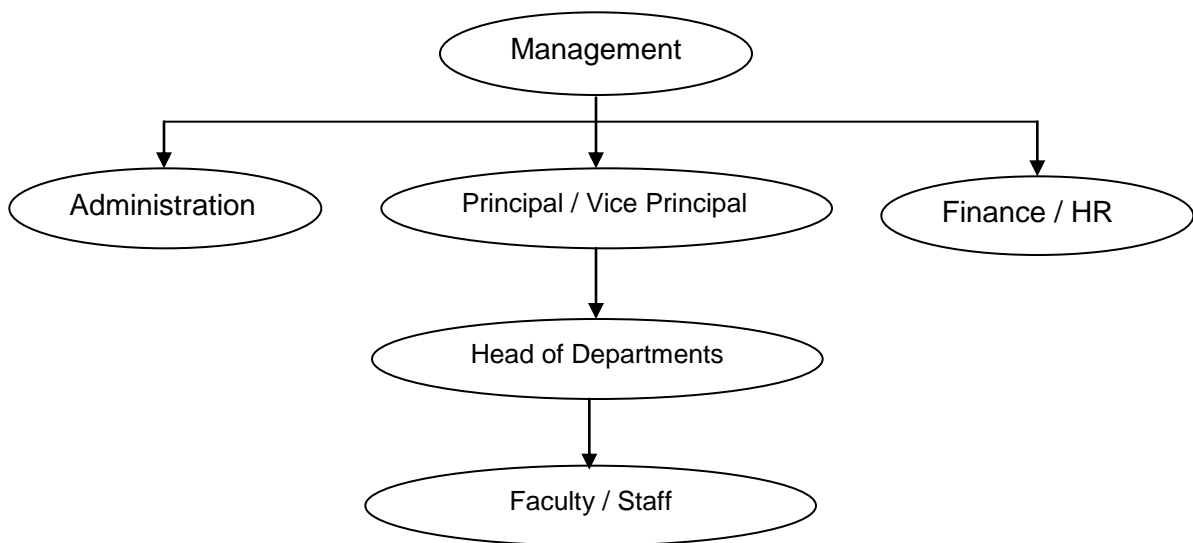 Management
Administration
Principal / Vice Principal
Finance / HR
Head of Departments
Faculty / Staff